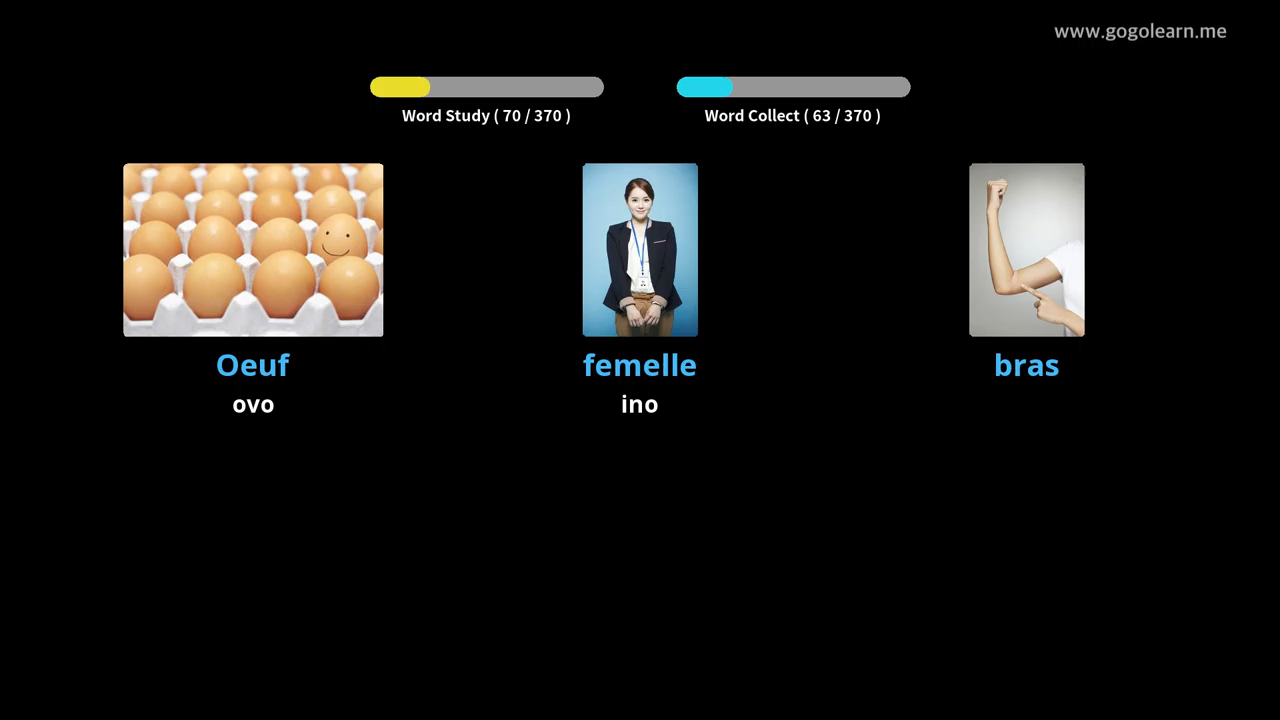 www.gogolearn.me
Word Study ( 70 / 370 )
Word Collect ( 63 / 370 )
Oeuf
ovo
femelle
ino
bras